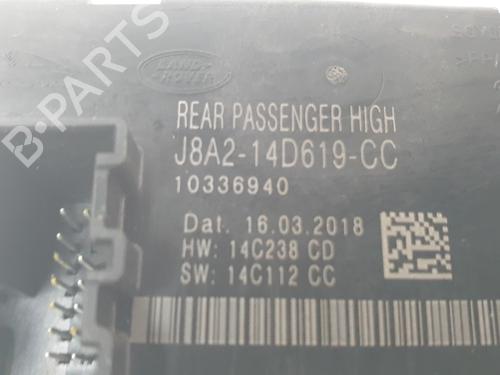 LAND-
ROVER
REAR PASSENGER HIGH
J8A2-14D619-CC
10336940
Dat. 16.03.2018
HW: 14C238 CD
SW: 14C112 CC